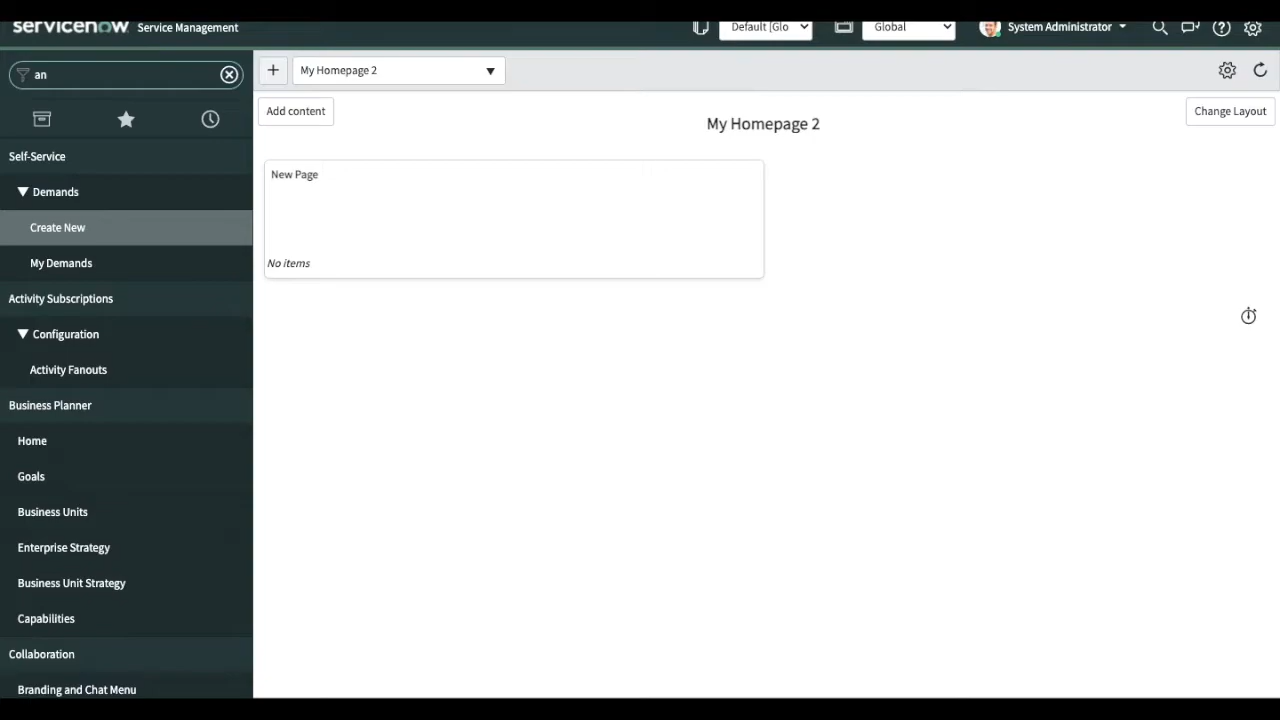 servicenow Service Management
Default [Glo
Global
System Administrator
an
My Homepage 2
Add content
My Homepage 2
Change Layout
Self-Service
Demands
Create New
My Demands
Activity Subscriptions
Configuration
Activity Fanouts
Business Planner
Home
Goals
Business Units
Enterprise Strategy
Business Unit Strategy
Capabilities
Collaboration
Branding and Chat Menu
New Page
No items